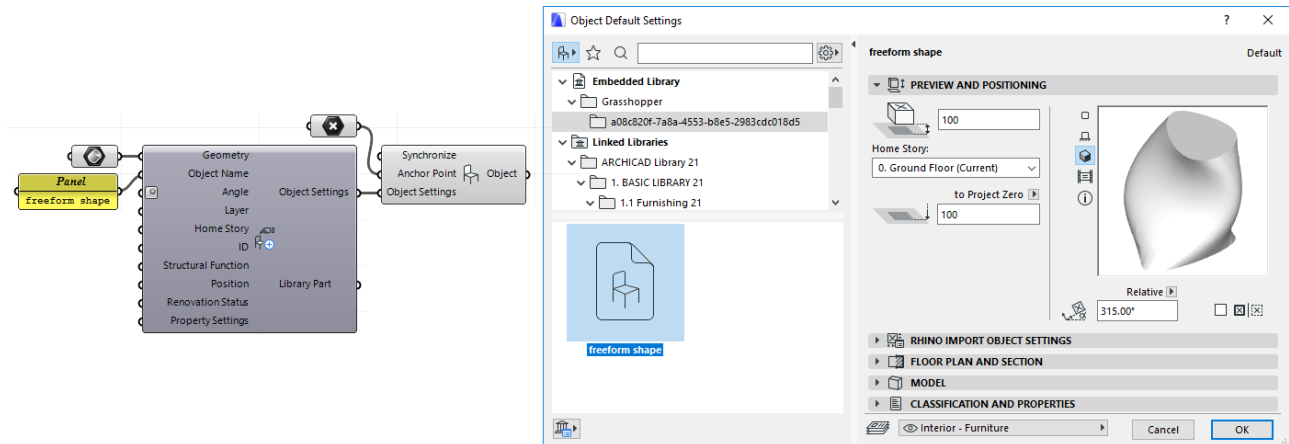 Geometry
Object Name
Angle
Layer
Home Story
ID
Structural Function
Position
Renovation Status
Property Settings
Object Settings
Library Part
Panel
freeform shape
Synchronize
Anchor Point
Object Settings
Object
Object Default Settings
? ×
Embedded Library
Grasshopper
a08c820f-7a8a-4553-b8e5-2983cdc018d5
Linked Libraries
ARCHICAD Library 21
1. BASIC LIBRARY 21
1.1 Furnishing 21
freeform shape
freeform shape Default
PREVIEW AND POSITIONING
100
Home Story:
0. Ground Floor (Current)
to Project Zero
100
Relative
315.00°
RHINO IMPORT OBJECT SETTINGS
FLOOR PLAN AND SECTION
MODEL
CLASSIFICATION AND PROPERTIES
Interior - Furniture Cancel OK